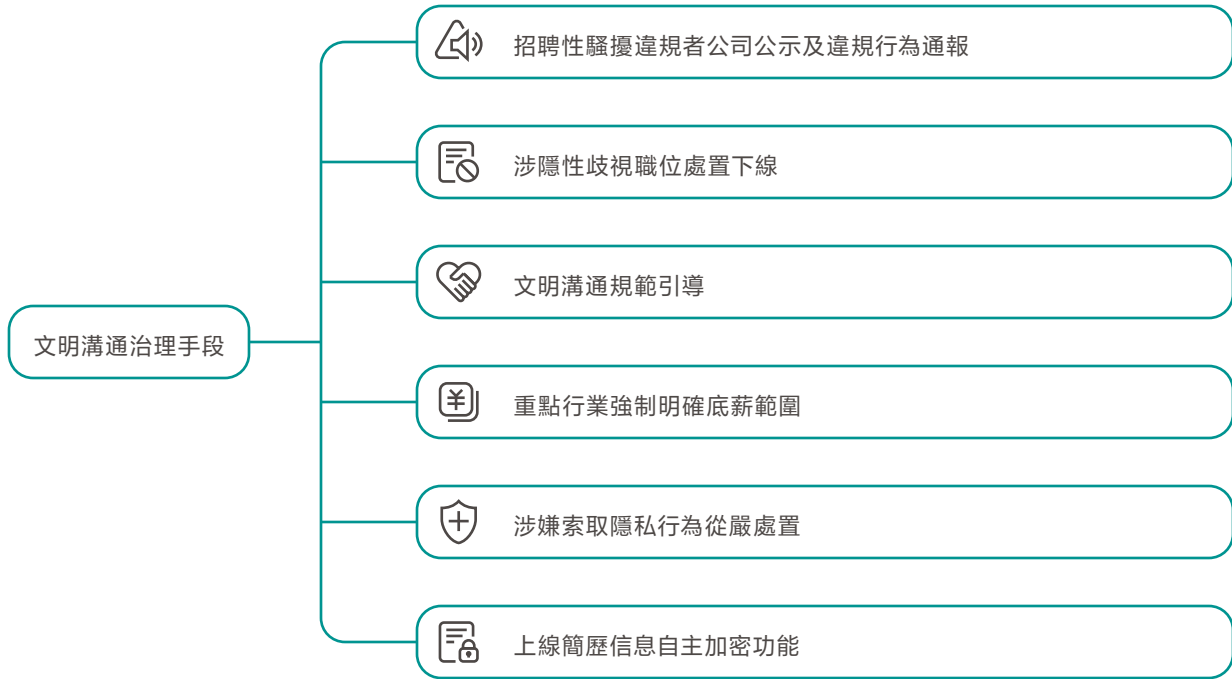 招聘性騷擾違規者公司公示及違規行為通報
涉隱性歧視職位處置下線
文明溝通規範引導
文明溝通治理手段
重點行業強制明確底薪範圍
涉嫌索取隱私行為從嚴處置
上線簡歷信息自主加密功能